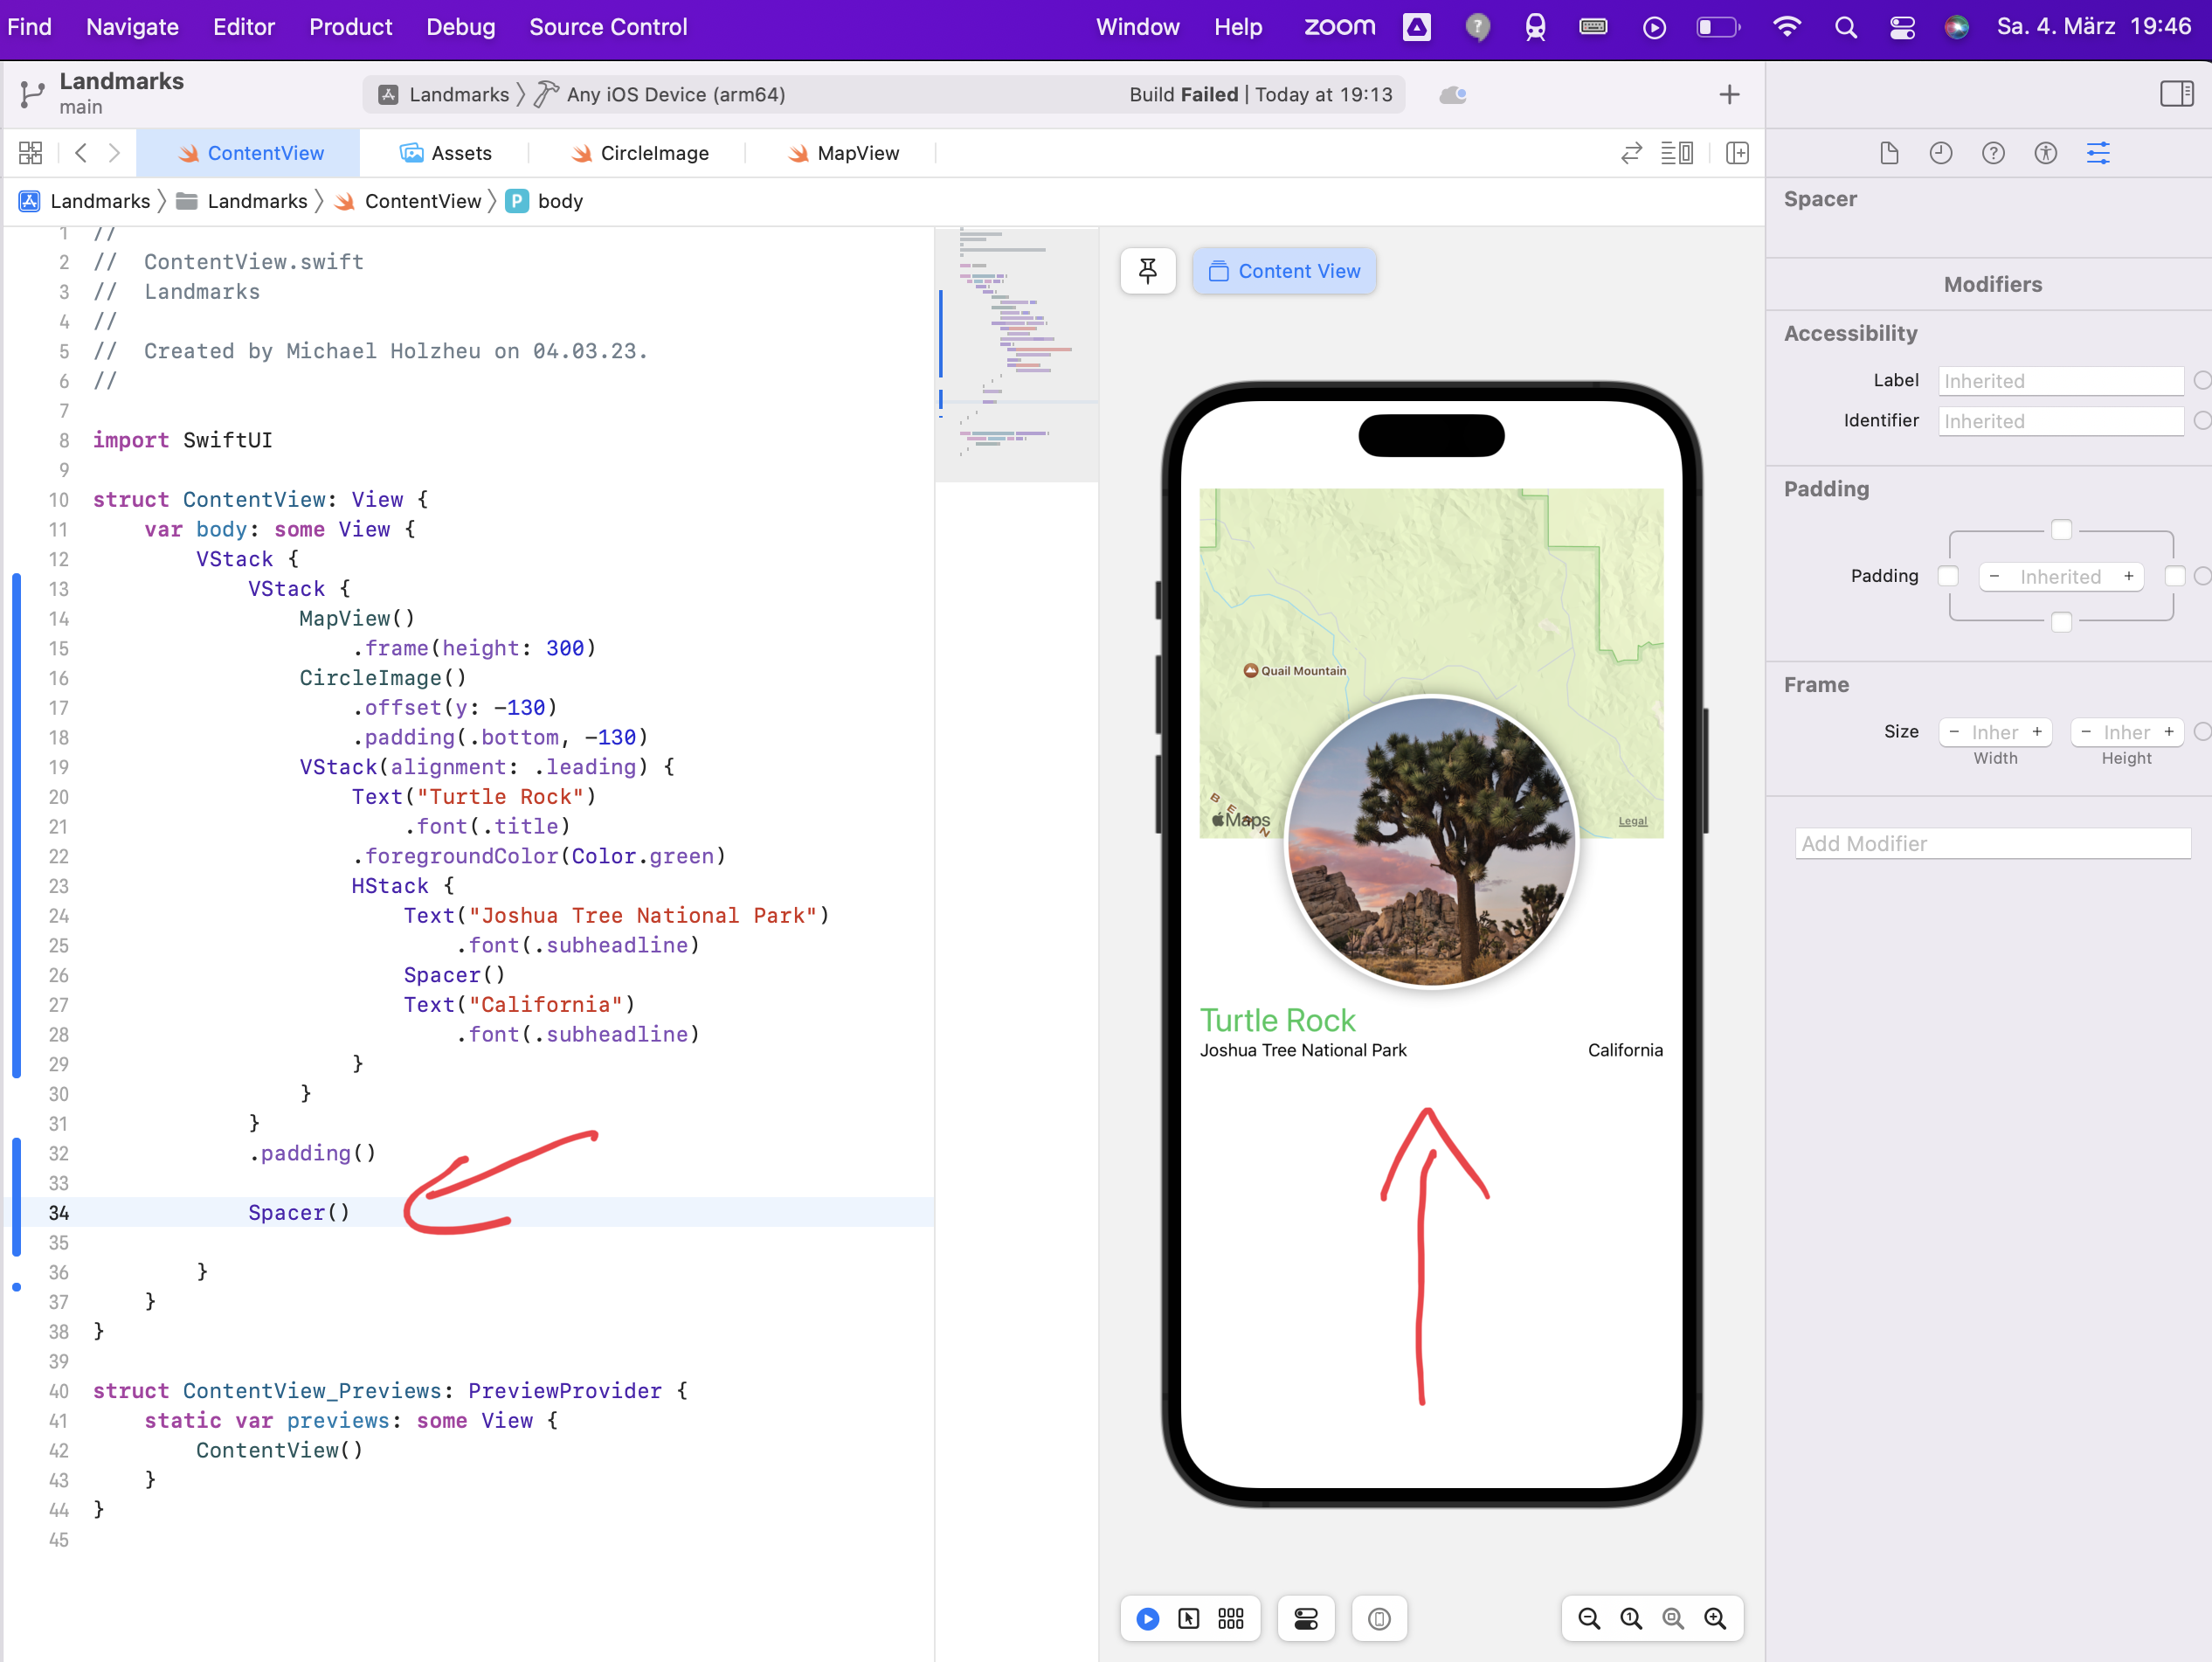 Find Navigate Editor Product Debug Source Control Window Help zoom Sa. 4. März 19:46
Landmarks
main
Landmarks Any iOS Device (arm64) Build Failed | Today at 19:13
ContentView Assets CircleImage MapView
Landmarks Landmarks ContentView P body
1 //
2 //  ContentView.swift
3 //  Landmarks
4 //
5 //  Created by Michael Holzheu on 04.03.23.
6 //
7
8 import SwiftUI
9
10 struct ContentView: View {
11     var body: some View {
12         VStack {
13             VStack {
14                 MapView()
15                     .frame(height: 300)
16                 CircleImage()
17                     .offset(y: -130)
18                     .padding(.bottom, -130)
19                 VStack(alignment: .leading) {
20                     Text("Turtle Rock")
21                         .font(.title)
22                     .foregroundColor(Color.green)
23                     HStack {
24                         Text("Joshua Tree National Park")
25                             .font(.subheadline)
26                         Spacer()
27                         Text("California")
28                             .font(.subheadline)
29                     }
30                 }
31             }
32             .padding()
33
34             Spacer()
35
36         }
37     }
38 }
39
40 struct ContentView_Previews: PreviewProvider {
41     static var previews: some View {
42         ContentView()
43     }
44 }
45
Content View
Quail Mountain
Maps
Legal
Turtle Rock
Joshua Tree National Park California
Spacer
Modifiers
Accessibility
Label Inherited
Identifier Inherited
Padding
Padding - Inherited +
Frame
Size - Inher + - Inher +
Width Height
Add Modifier